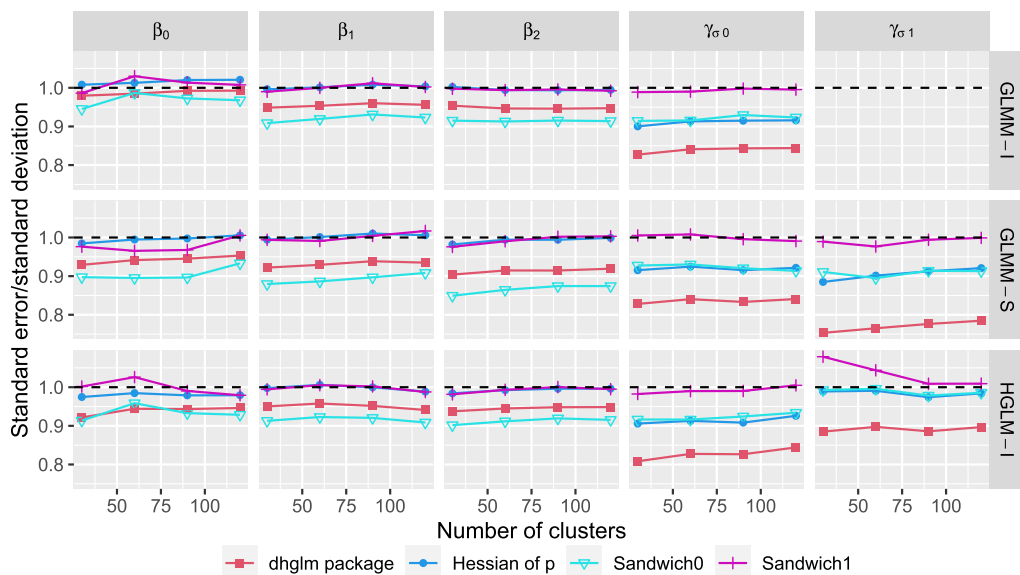 β0 β1 β2 γσ 0 γσ 1
Standard error/standard deviation
1.0
0.9
0.8
GLMM – I
1.0
0.9
0.8
GLMM – S
1.0
0.9
0.8
HGLM – I
50 75 100 50 75 100 50 75 100 50 75 100 50 75 100
Number of clusters
dhglm package Hessian of p Sandwich0 Sandwich1